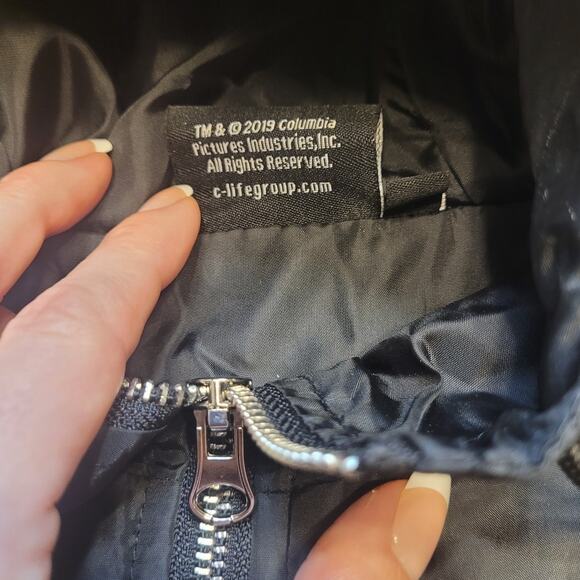 TM & © 2019 Columbia
Pictures Industries,Inc.
All Rights Reserved.
c-lifegroup.com